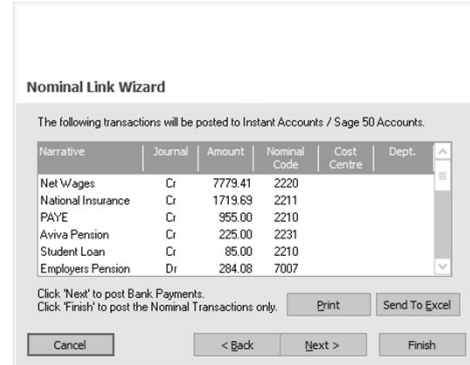 Nominal Link Wizard
The following transactions will be posted to Instant Accounts / Sage 50 Accounts.
Narrative Journal Amount Nominal Code Cost Centre Dept.
Net Wages Cr 7779.41 2220
National Insurance Cr 1719.69 2211
PAYE Cr 955.00 2210
Aviva Pension Cr 225.00 2231
Student Loan Cr 85.00 2210
Employers Pension Dr 284.08 7007
Click 'Next' to post Bank Payments.
Click 'Finish' to post the Nominal Transactions only.
Print Send To Excel
Cancel < Back Next > Finish